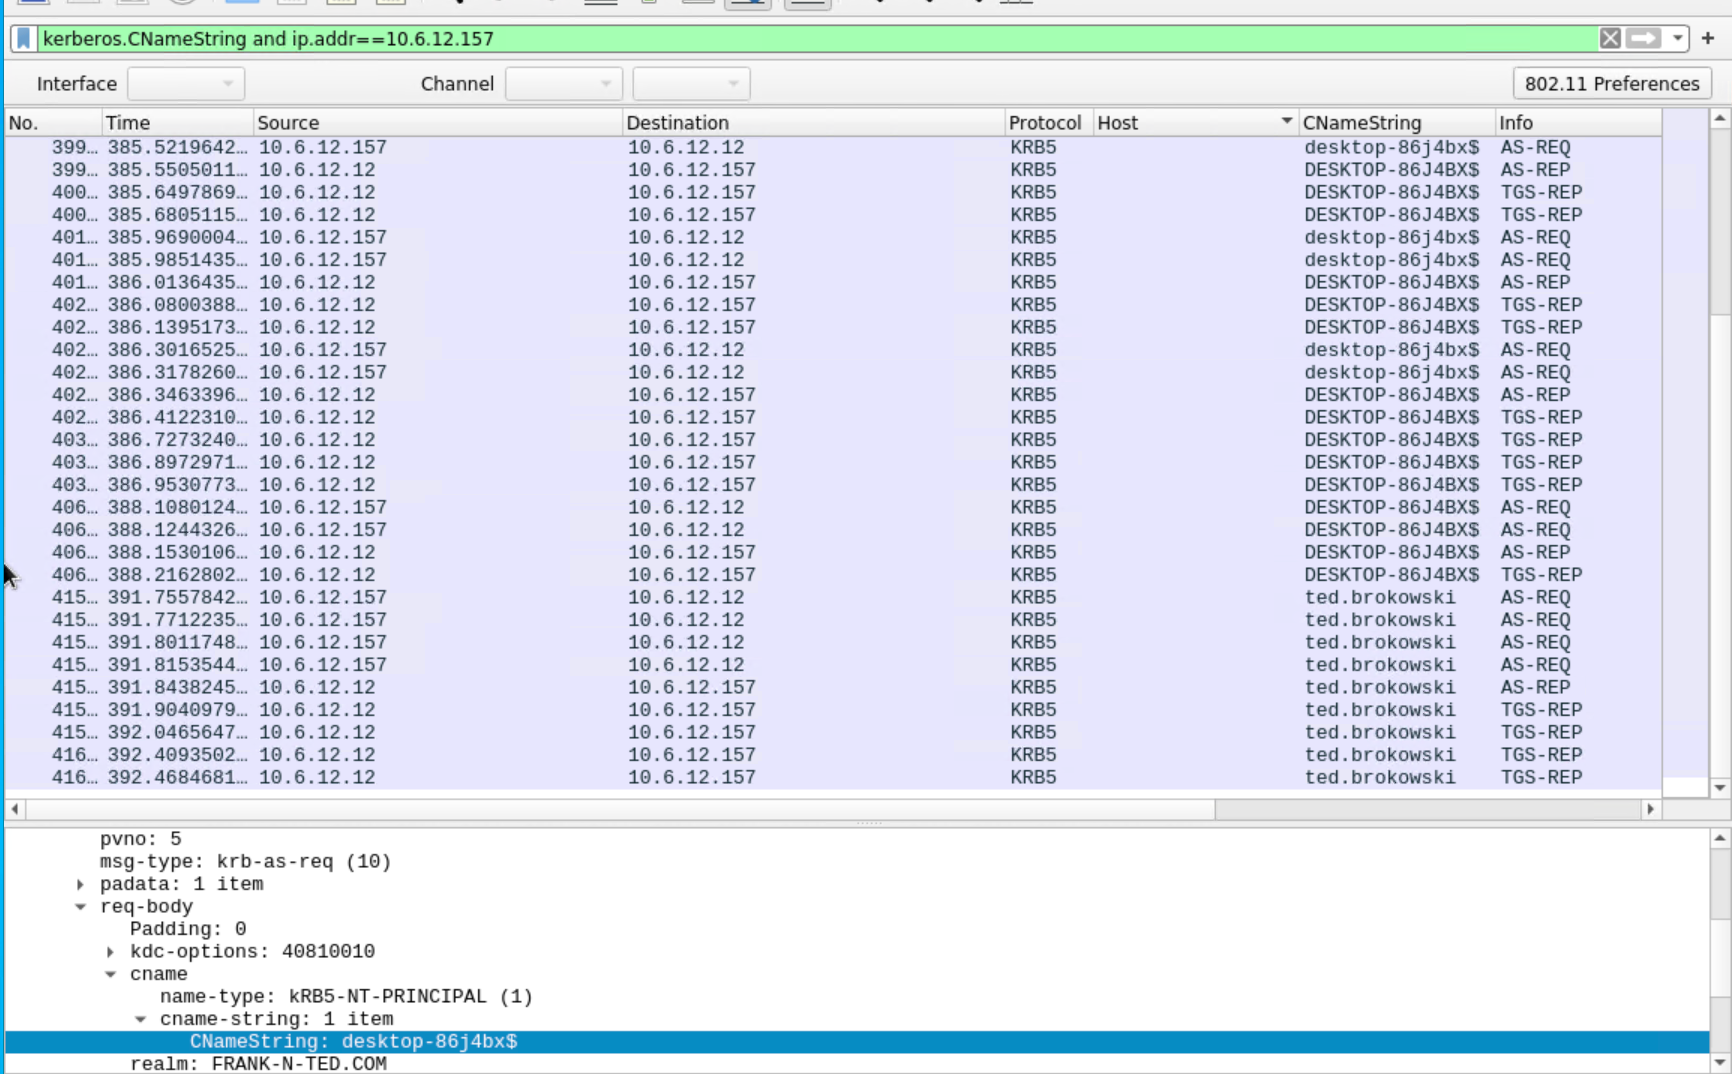 kerberos.CNameString and ip.addr==10.6.12.157
Interface Channel 802.11 Preferences
No. Time Source Destination Protocol Host CNameString Info
399… 385.5219642… 10.6.12.157 10.6.12.12 KRB5 desktop-86j4bx$ AS-REQ
399… 385.5505011… 10.6.12.12 10.6.12.157 KRB5 DESKTOP-86J4BX$ AS-REP
400… 385.6497869… 10.6.12.12 10.6.12.157 KRB5 DESKTOP-86J4BX$ TGS-REP
400… 385.6805115… 10.6.12.12 10.6.12.157 KRB5 DESKTOP-86J4BX$ TGS-REP
401… 385.9690004… 10.6.12.157 10.6.12.12 KRB5 desktop-86j4bx$ AS-REQ
401… 385.9851435… 10.6.12.157 10.6.12.12 KRB5 desktop-86j4bx$ AS-REQ
401… 386.0136435… 10.6.12.12 10.6.12.157 KRB5 DESKTOP-86J4BX$ AS-REP
402… 386.0800388… 10.6.12.12 10.6.12.157 KRB5 DESKTOP-86J4BX$ TGS-REP
402… 386.1395173… 10.6.12.12 10.6.12.157 KRB5 DESKTOP-86J4BX$ TGS-REP
402… 386.3016525… 10.6.12.157 10.6.12.12 KRB5 desktop-86j4bx$ AS-REQ
402… 386.3178260… 10.6.12.157 10.6.12.12 KRB5 desktop-86j4bx$ AS-REQ
402… 386.3463396… 10.6.12.12 10.6.12.157 KRB5 DESKTOP-86J4BX$ AS-REP
402… 386.4122310… 10.6.12.12 10.6.12.157 KRB5 DESKTOP-86J4BX$ TGS-REP
403… 386.7273240… 10.6.12.12 10.6.12.157 KRB5 DESKTOP-86J4BX$ TGS-REP
403… 386.8972971… 10.6.12.12 10.6.12.157 KRB5 DESKTOP-86J4BX$ TGS-REP
403… 386.9530773… 10.6.12.12 10.6.12.157 KRB5 DESKTOP-86J4BX$ TGS-REP
406… 388.1080124… 10.6.12.157 10.6.12.12 KRB5 DESKTOP-86J4BX$ AS-REQ
406… 388.1244326… 10.6.12.157 10.6.12.12 KRB5 DESKTOP-86J4BX$ AS-REQ
406… 388.1530106… 10.6.12.12 10.6.12.157 KRB5 DESKTOP-86J4BX$ AS-REP
406… 388.2162802… 10.6.12.12 10.6.12.157 KRB5 DESKTOP-86J4BX$ TGS-REP
415… 391.7557842… 10.6.12.157 10.6.12.12 KRB5 ted.brokowski AS-REQ
415… 391.7712235… 10.6.12.157 10.6.12.12 KRB5 ted.brokowski AS-REQ
415… 391.8011748… 10.6.12.157 10.6.12.12 KRB5 ted.brokowski AS-REQ
415… 391.8153544… 10.6.12.157 10.6.12.12 KRB5 ted.brokowski AS-REQ
415… 391.8438245… 10.6.12.12 10.6.12.157 KRB5 ted.brokowski AS-REP
415… 391.9040979… 10.6.12.12 10.6.12.157 KRB5 ted.brokowski TGS-REP
415… 392.0465647… 10.6.12.12 10.6.12.157 KRB5 ted.brokowski TGS-REP
416… 392.4093502… 10.6.12.12 10.6.12.157 KRB5 ted.brokowski TGS-REP
416… 392.4684681… 10.6.12.12 10.6.12.157 KRB5 ted.brokowski TGS-REP
pvno: 5
msg-type: krb-as-req (10)
padata: 1 item
req-body
Padding: 0
kdc-options: 40810010
cname
name-type: kRB5-NT-PRINCIPAL (1)
cname-string: 1 item
CNameString: desktop-86j4bx$
realm: FRANK-N-TED.COM